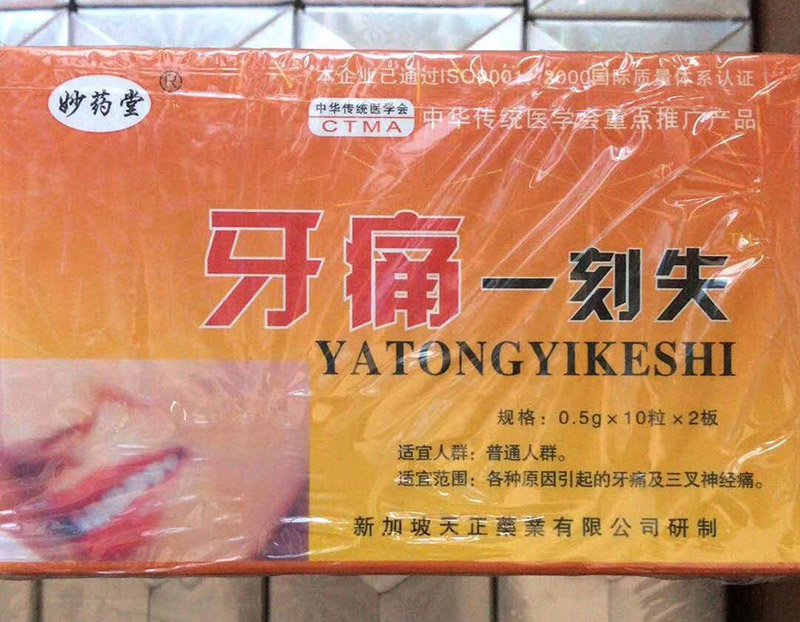 妙药堂®
本企业已通过ISO9001:2000国际质量体系认证
中华传统医学会
CTMA
中华传统医学会重点推广产品
牙痛一刻失™
YATONGYIKESHI
规格：0.5g×10粒×2板
适宜人群：普通人群。
适宜范围：各种原因引起的牙痛及三叉神经痛。
新加坡天正藥業有限公司研制